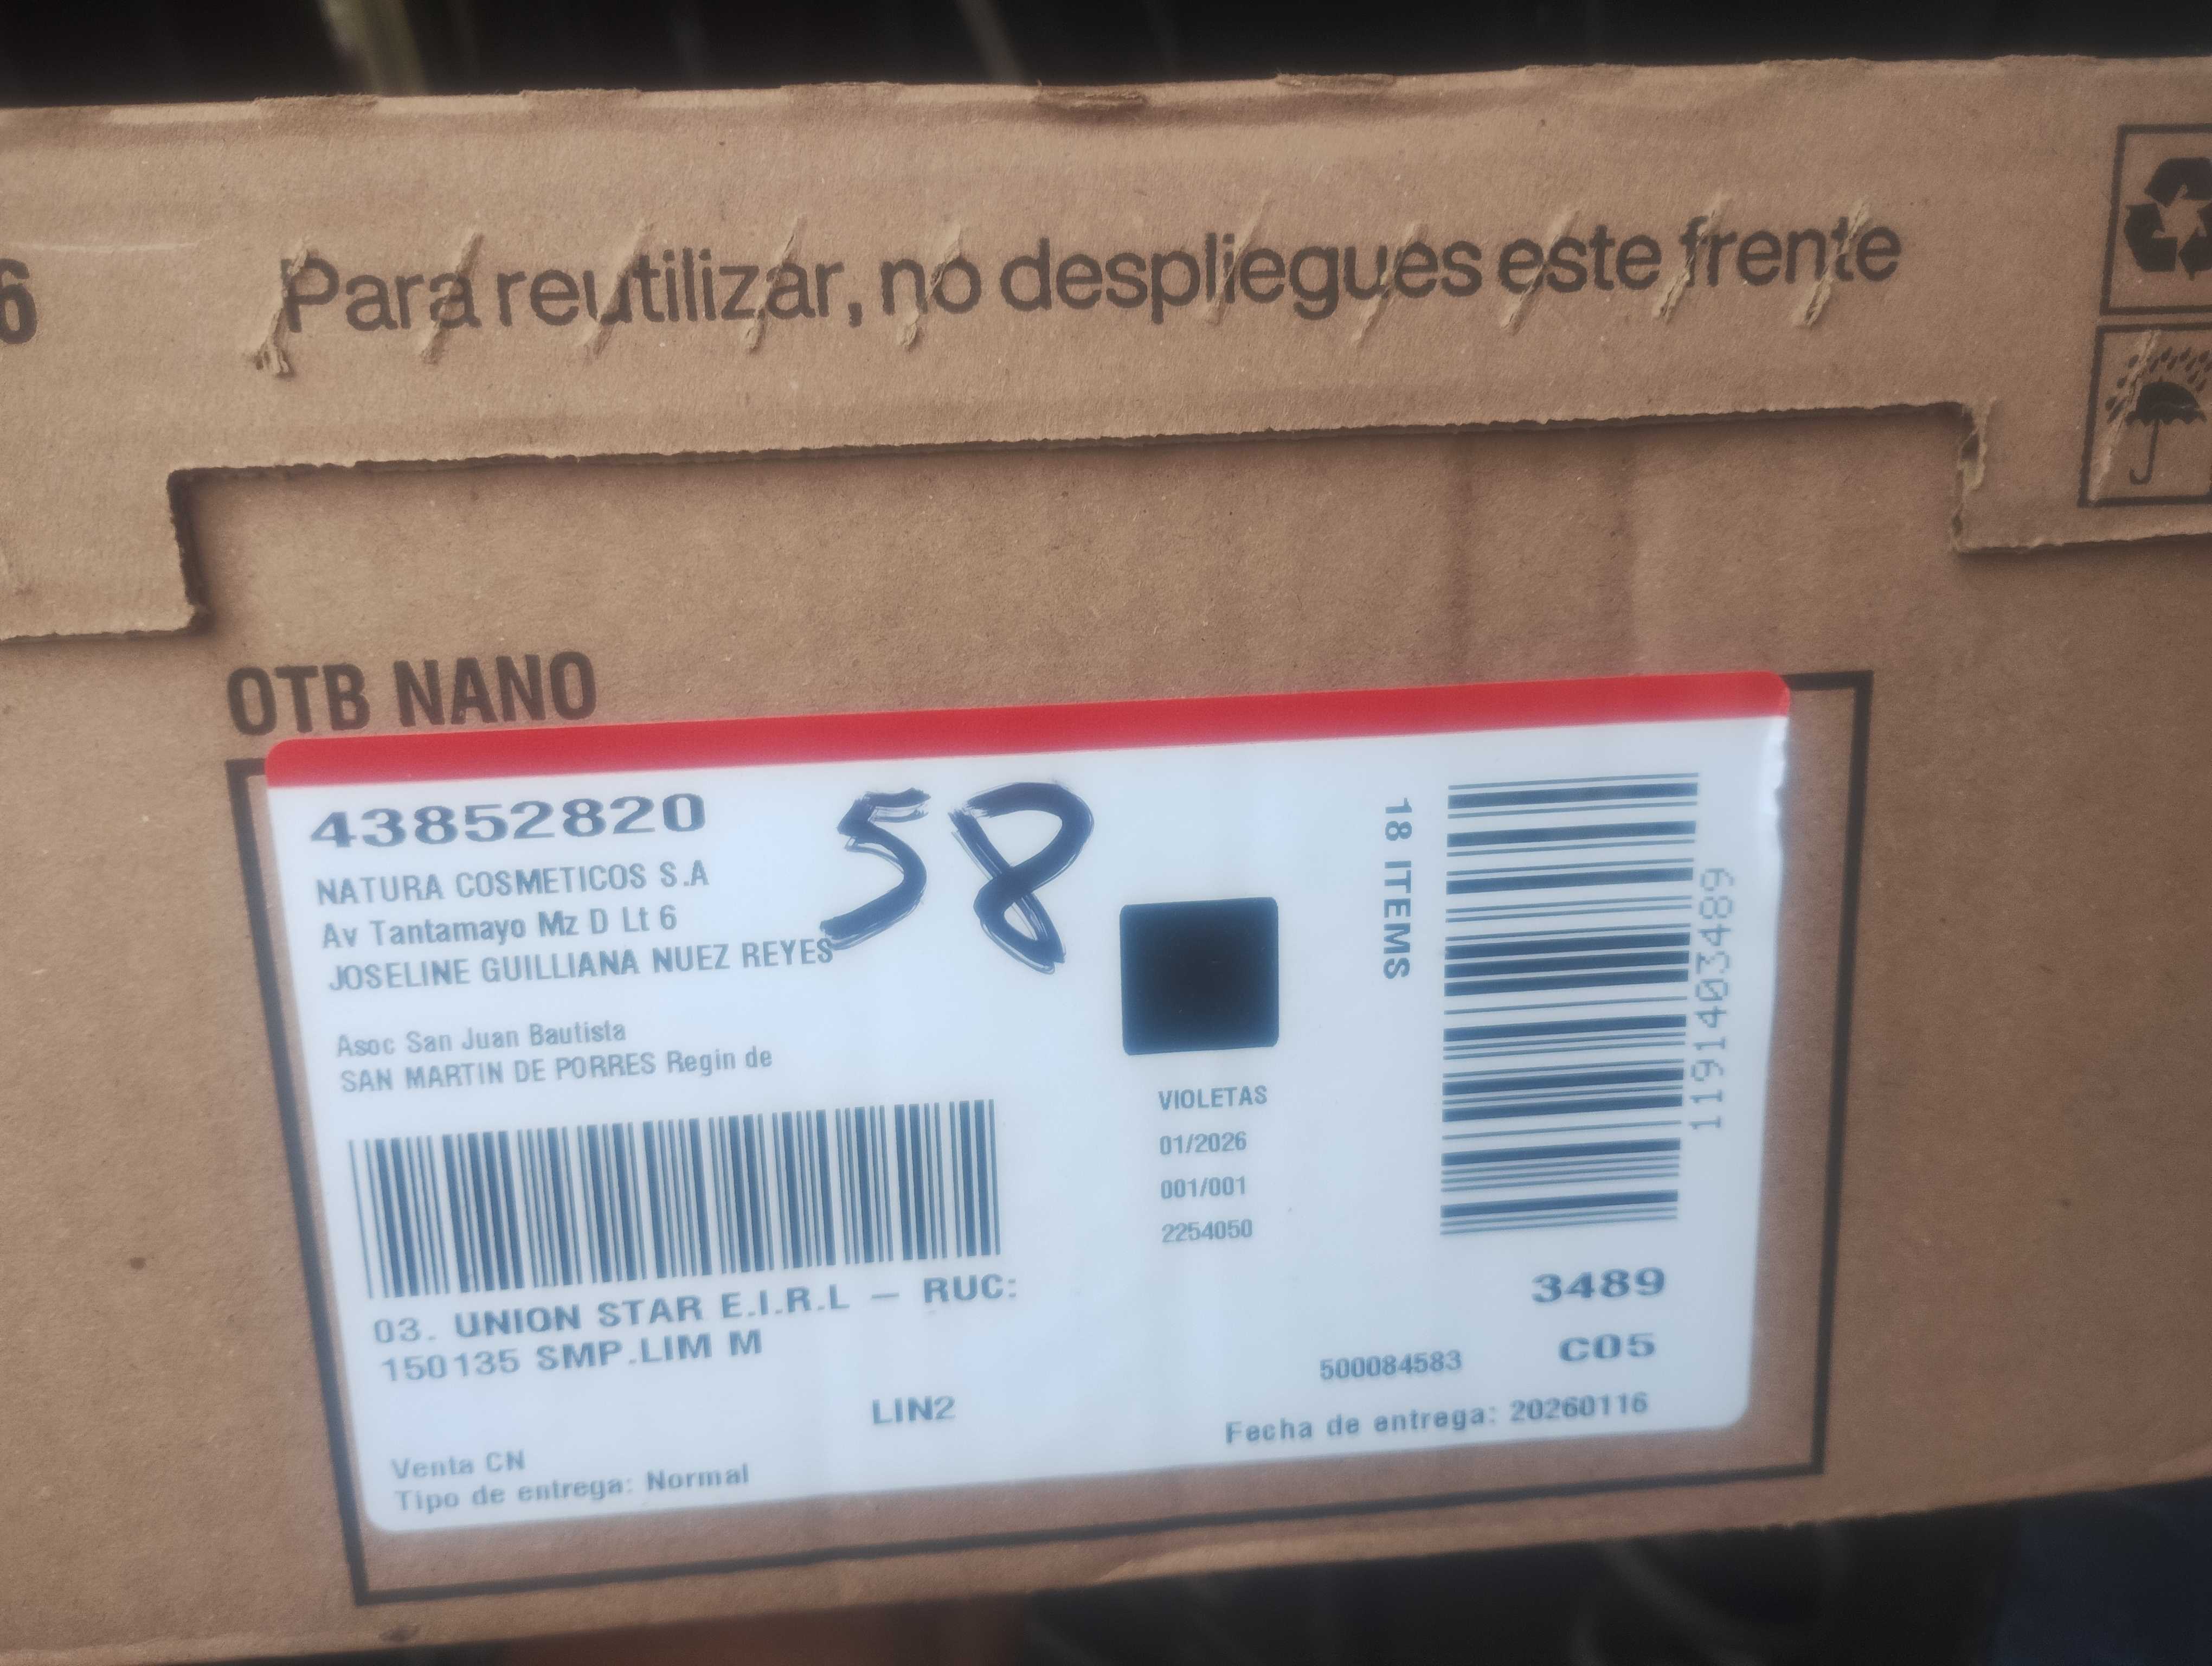 6
Para reutilizar, no despliegues este frente
OTB NANO
43852820
58
NATURA COSMETICOS S.A
Av Tantamayo Mz D Lt 6
JOSELINE GUILLIANA NUEZ REYES
Asoc San Juan Bautista
SAN MARTIN DE PORRES Regin de
03. UNION STAR E.I.R.L – RUC:
150135 SMP.LIM M
LIN2
Venta CN
Tipo de entrega: Normal
VIOLETAS
01/2026
001/001
2254050
18 ITEMS
1191403489
3489
C05
500084583
Fecha de entrega: 20260116